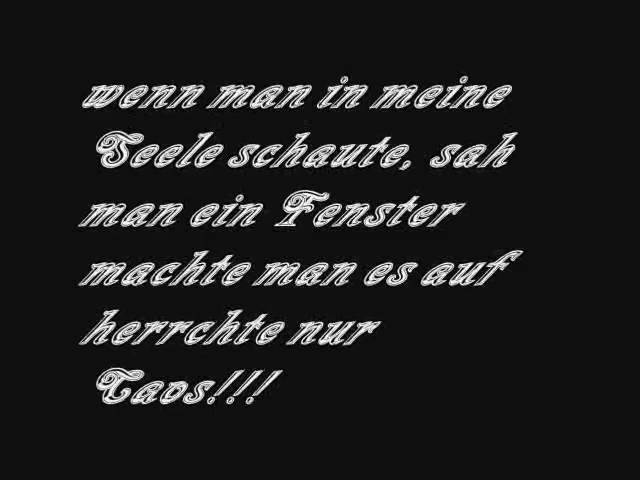 wenn man in meine
Seele schaute, sah
man ein Fenster
machte man es auf
herrchte nur
Caos!!!